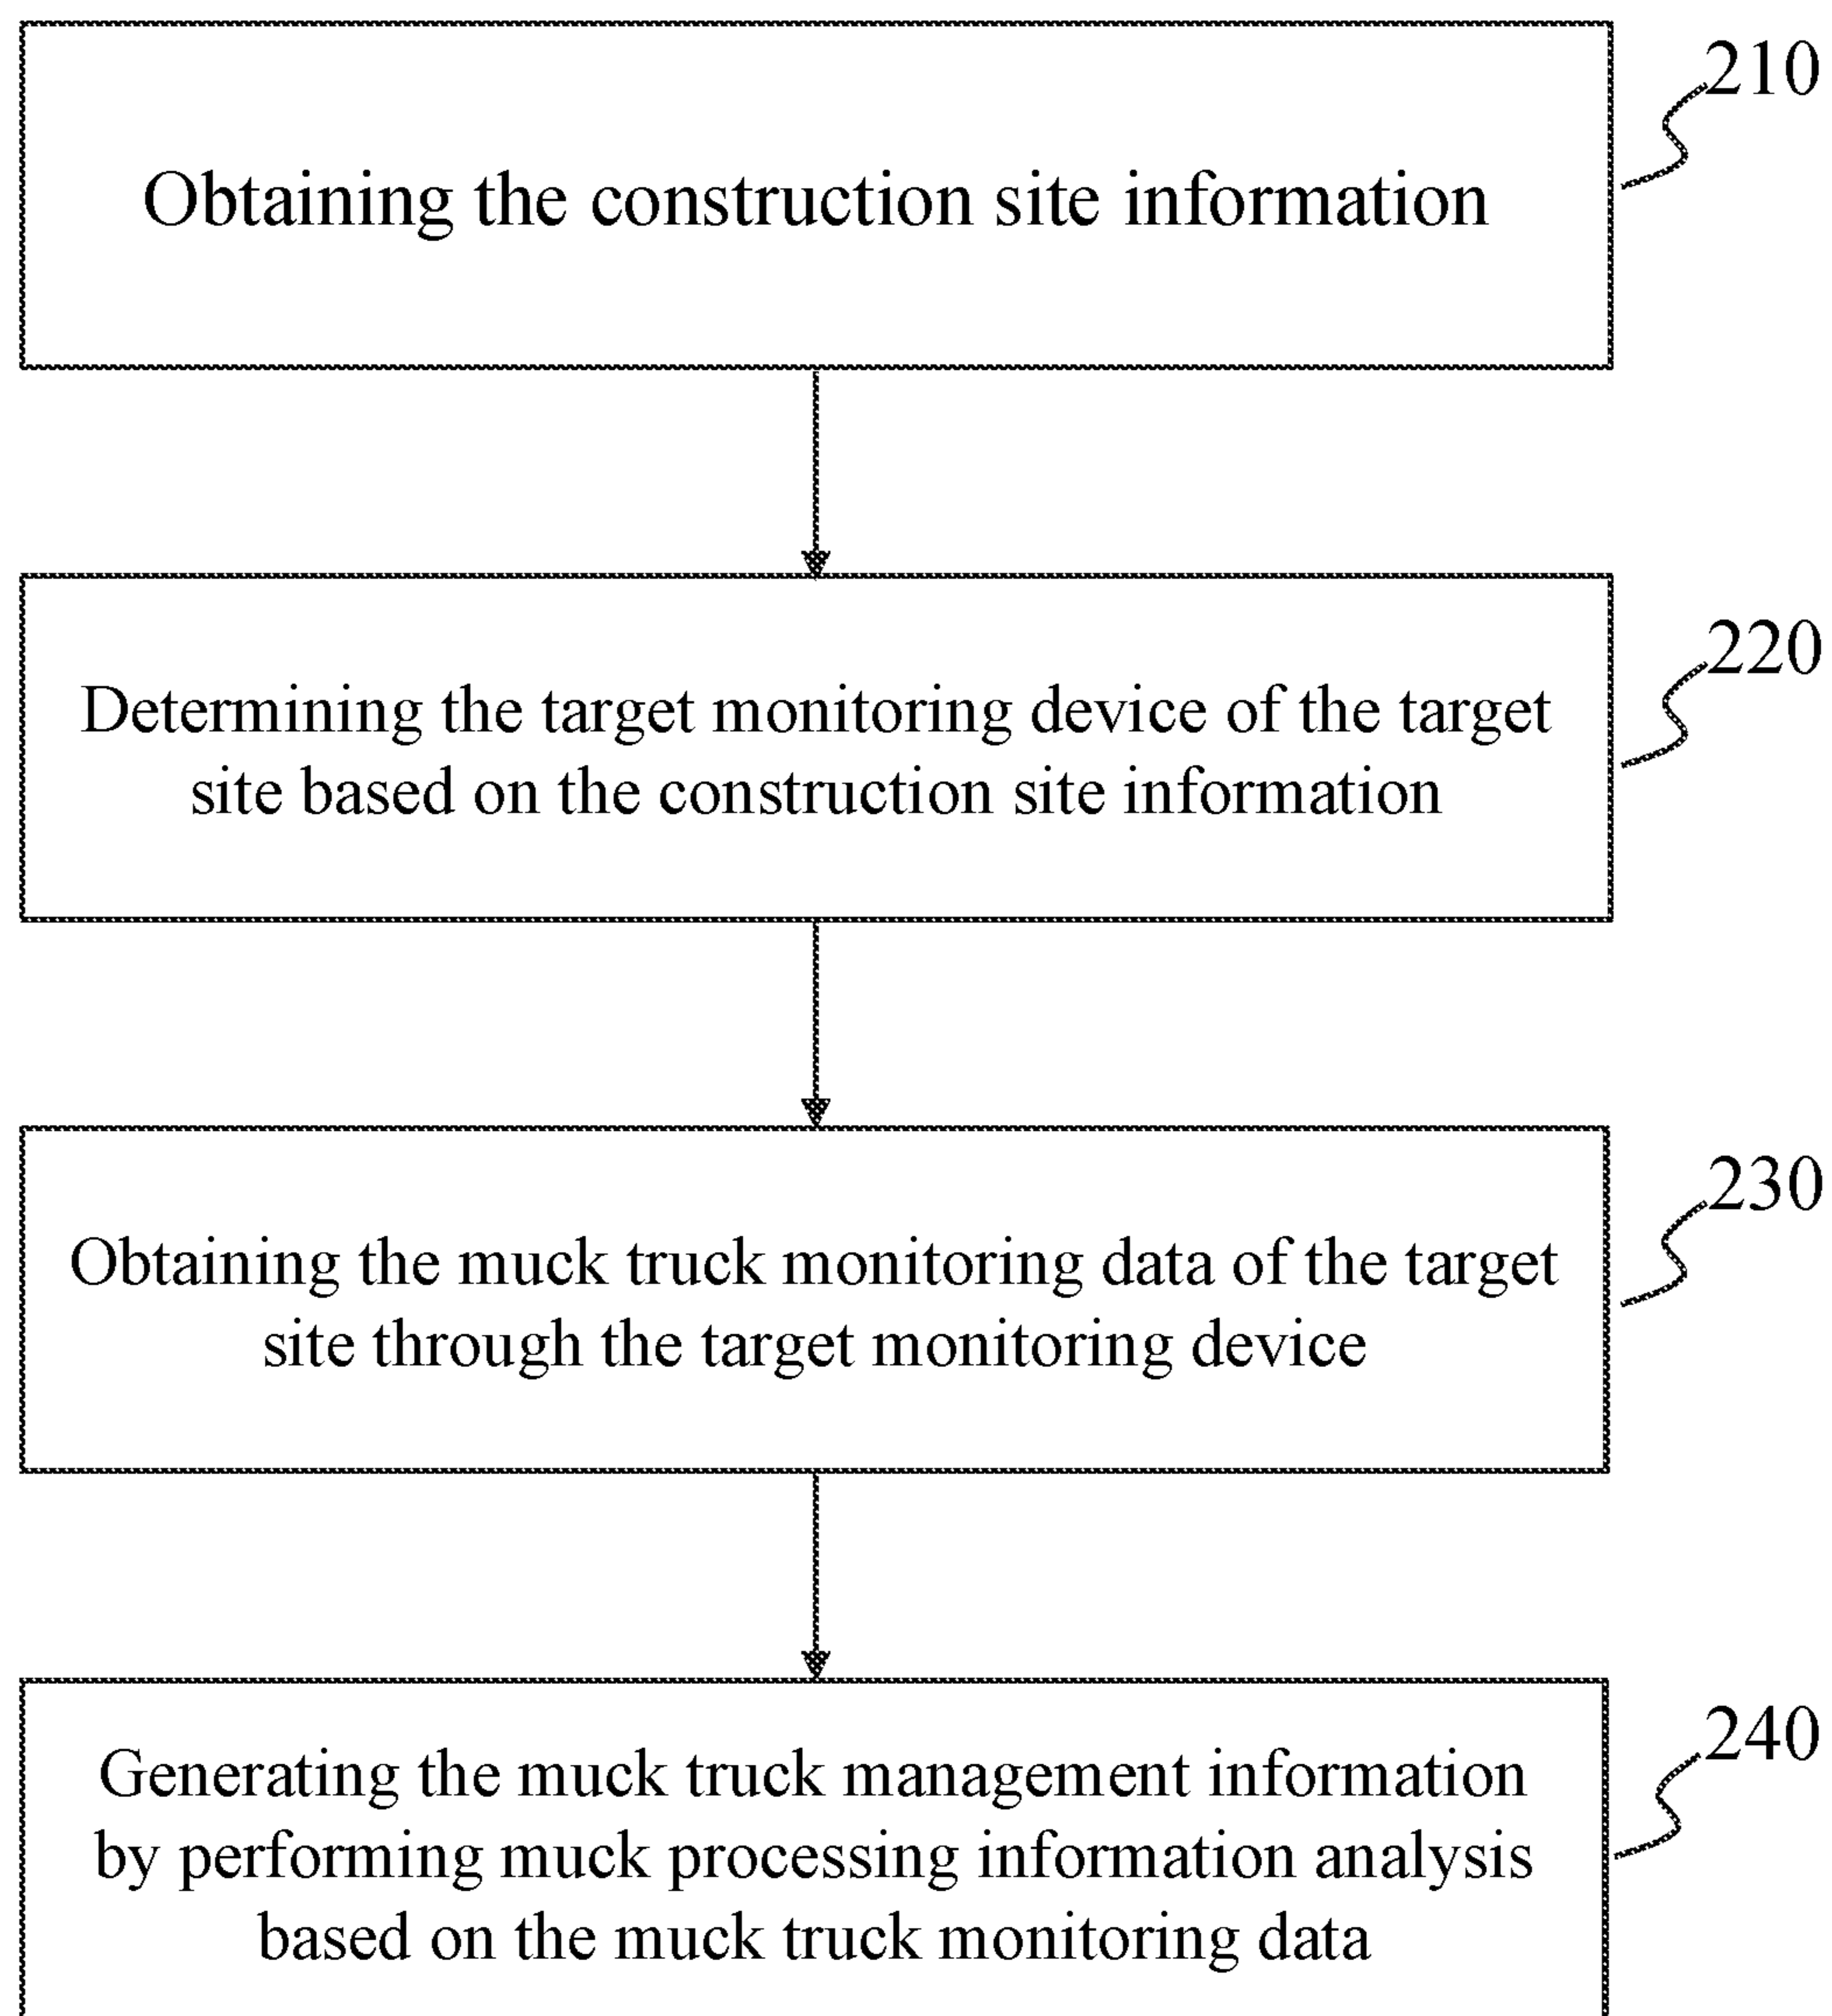 210
Obtaining the construction site information
220
Determining the target monitoring device of the target
site based on the construction site information
230
Obtaining the muck truck monitoring data of the target
site through the target monitoring device
240
Generating the muck truck management information
by performing muck processing information analysis
based on the muck truck monitoring data